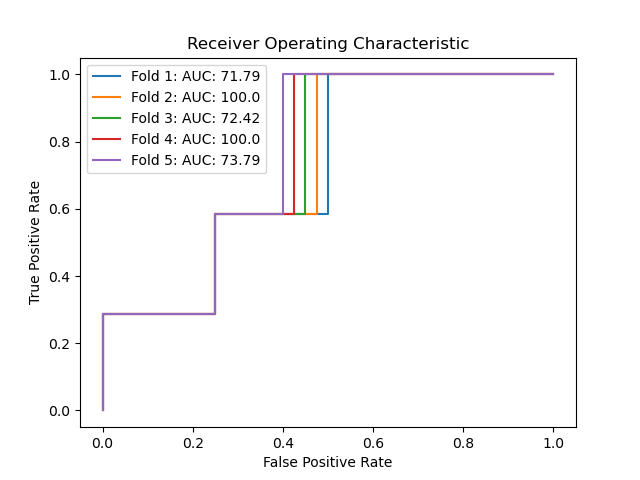 Receiver Operating Characteristic
Fold 1: AUC: 71.79
Fold 2: AUC: 100.0
Fold 3: AUC: 72.42
Fold 4: AUC: 100.0
Fold 5: AUC: 73.79
True Positive Rate
1.0
0.8
0.6
0.4
0.2
0.0
0.0 0.2 0.4 0.6 0.8 1.0
False Positive Rate